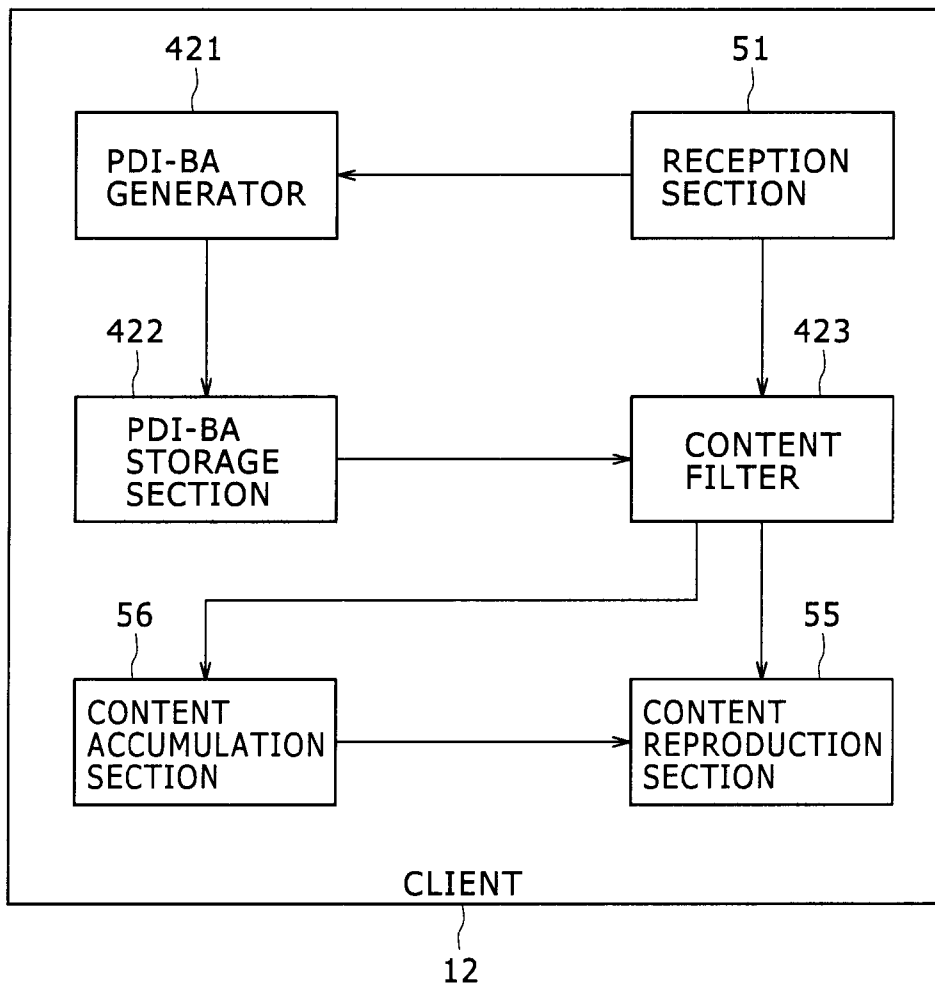 421
51
PDI-BA
GENERATOR
RECEPTION
SECTION
422
423
PDI-BA
STORAGE
SECTION
CONTENT
FILTER
56
55
CONTENT
ACCUMULATION
SECTION
CONTENT
REPRODUCTION
SECTION
CLIENT
12